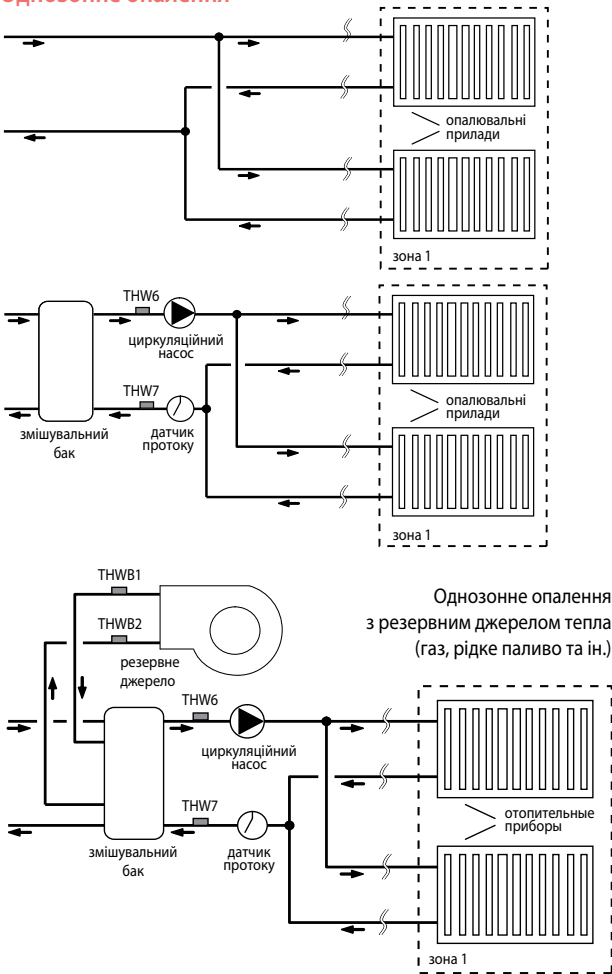 Однозонне опалення
опалювальні
прилади
зона 1
THW6
циркуляційний
насос
THW7
змішувальний
бак
датчик
протоку
опалювальні
прилади
зона 1
THWB1
THWB2
резервне
джерело
Однозонне опалення
з резервним джерелом тепла
(газ, рідке паливо та ін.)
THW6
циркуляційний
насос
THW7
змішувальний
бак
датчик
протоку
отопительные
приборы
зона 1